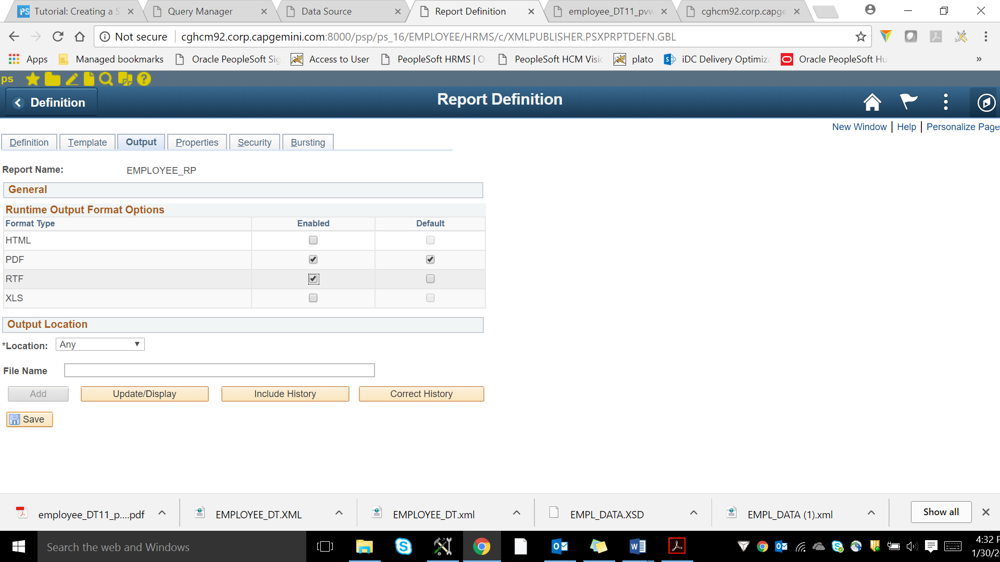 Tutorial: Creating a S
Query Manager
Data Source
Report Definition
employee_DT11_pvw
cghcm92.corp.capge
Not secure
cghcm92.corp.capgemini.com:8000/psp/ps_16/EMPLOYEE/HRMS/c/XMLPUBLISHER.PSXPRPTDEFN.GBL
Apps
Managed bookmarks
Oracle PeopleSoft Sig
Access to User
PeopleSoft HRMS | O
PeopleSoft HCM Visio
plato
iDC Delivery Optimiza
Oracle PeopleSoft Hu
»
ps
Definition
Report Definition
New Window | Help | Personalize Page
Definition
Template
Output
Properties
Security
Bursting
Report Name: EMPLOYEE_RP
General
Runtime Output Format Options
Format Type Enabled Default
HTML
PDF
RTF
XLS
Output Location
*Location: Any
File Name
Add
Update/Display
Include History
Correct History
Save
employee_DT11_p....pdf
EMPLOYEE_DT.XML
EMPLOYEE_DT.xml
EMPL_DATA.XSD
EMPL_DATA (1).xml
Show all
Search the web and Windows
4:32 P
1/30/2